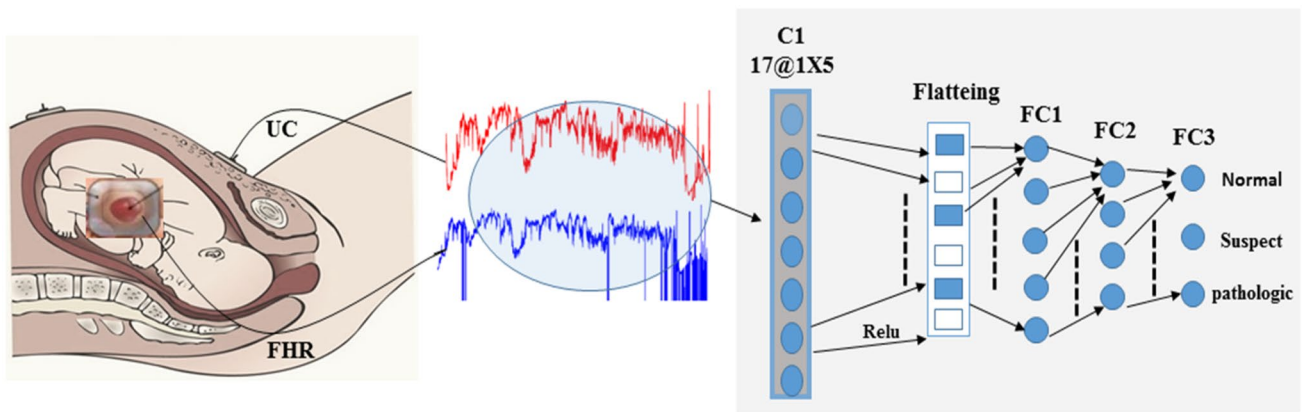 UC
FHR
C1
17@1X5
Flatteing
FC1
FC2
FC3
Relu
Normal
Suspect
pathologic